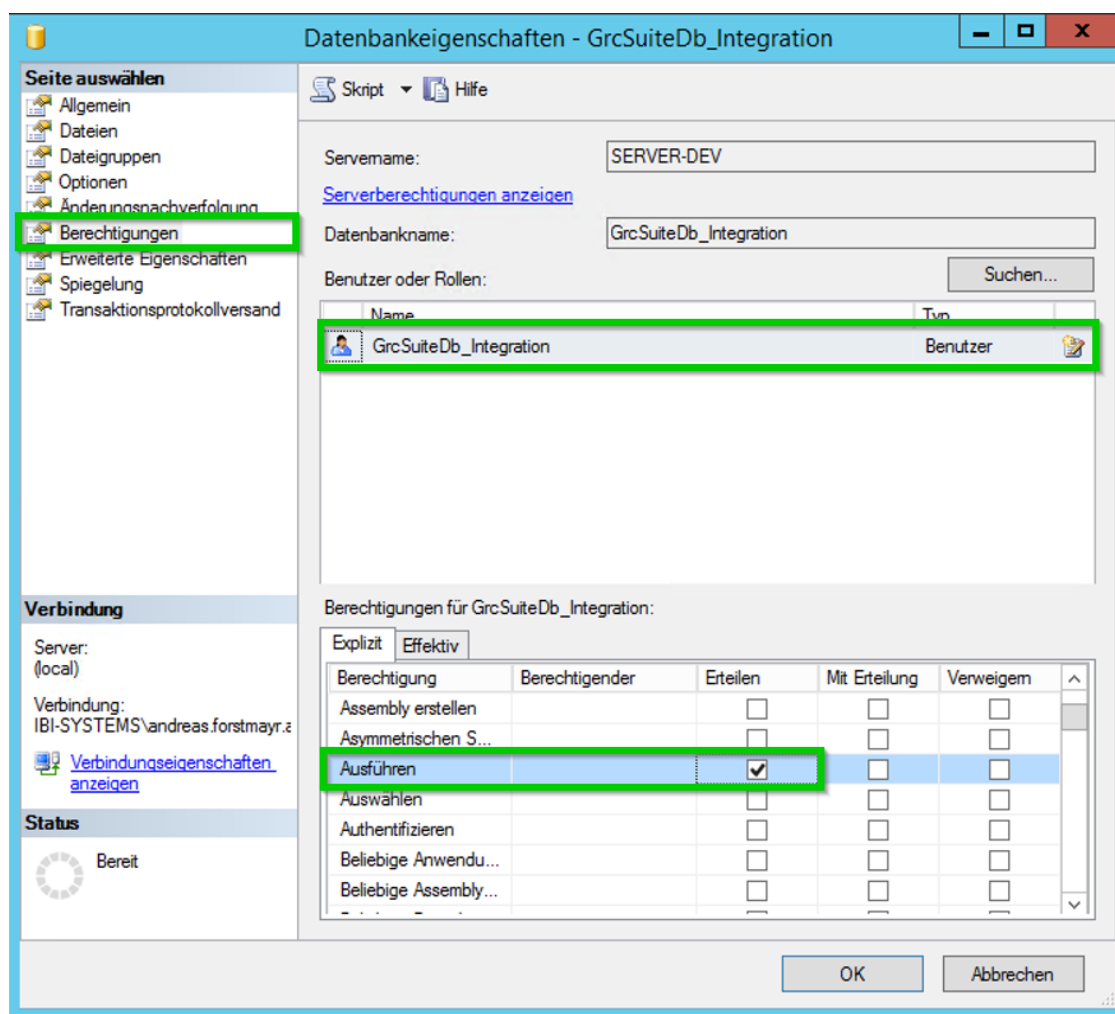 Datenbankeigenschaften - GrcSuiteDb_Integration
Seite auswählen
Allgemein
Dateien
Dateigruppen
Optionen
Änderungsnachverfolgung
Berechtigungen
Erweiterte Eigenschaften
Spiegelung
Transaktionsprotokollversand
Skript Hilfe
Servername: SERVER-DEV
Serverberechtigungen anzeigen
Datenbankname: GrcSuiteDb_Integration
Benutzer oder Rollen: Suchen...
Name Typ
GrcSuiteDb_Integration Benutzer
Verbindung
Server:
(local)
Verbindung:
IBI-SYSTEMS\andreas.forstmayr.a
Verbindungseigenschaften
anzeigen
Status
Bereit
Berechtigungen für GrcSuiteDb_Integration:
Explizit Effektiv
Berechtigung Berechtigender Erteilen Mit Erteilung Verweigern
Assembly erstellen
Asymmetrischen S...
Ausführen
Auswählen
Authentifizieren
Beliebige Anwendu...
Beliebige Assembly...
OK Abbrechen